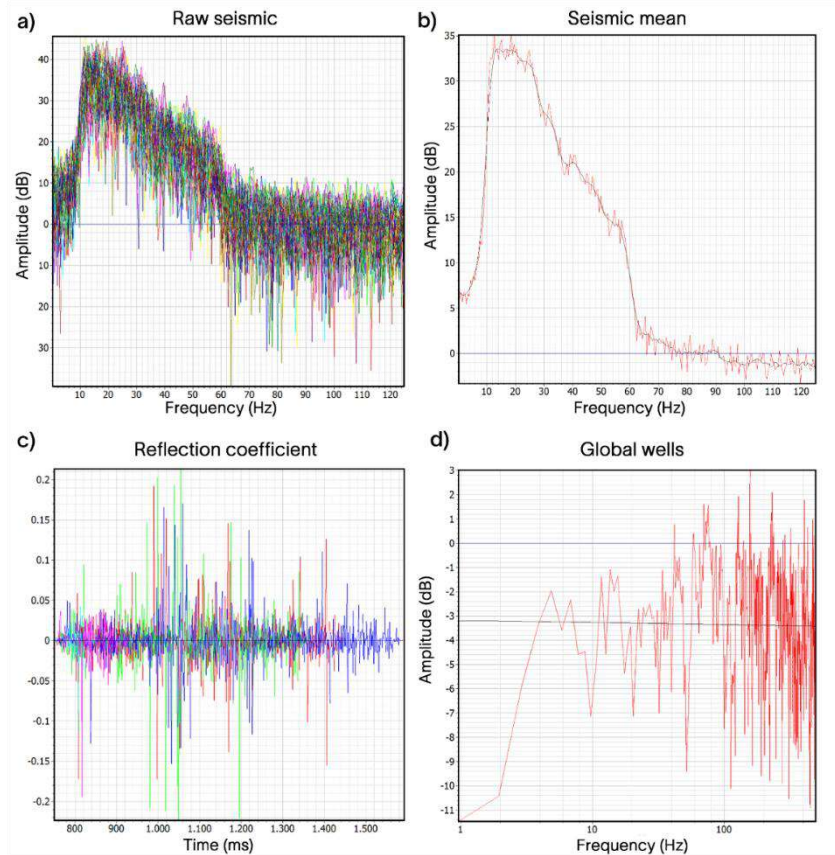 a) Raw seismic
40
30
20
10
0
10
20
30
Amplitude (dB)
10 20 30 40 50 60 70 80 90 100 110 120
Frequency (Hz)
b) Seismic mean
35
30
25
20
15
10
5
0
Amplitude (dB)
10 20 30 40 50 60 70 80 90 100 110 120
Frequency (Hz)
c) Reflection coefficient
0.2
0.15
0.1
0.05
0
-0.05
-0.1
-0.15
-0.2
800 900 1.000 1.100 1.200 1.300 1.400 1.500
Time (ms)
d) Global wells
3
2
1
0
-1
-2
-3
-4
-5
-6
-7
-8
-9
-10
-11
Amplitude (dB)
1 10 100
Frequency (Hz)